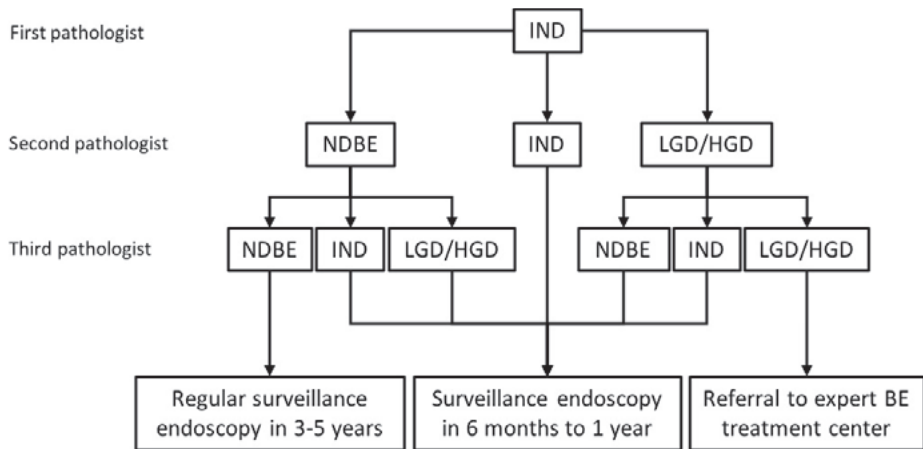 First pathologist
IND
Second pathologist
NDBE
IND
LGD/HGD
Third pathologist
NDBE
IND
LGD/HGD
NDBE
IND
LGD/HGD
Regular surveillance
endoscopy in 3-5 years
Surveillance endoscopy
in 6 months to 1 year
Referral to expert BE
treatment center